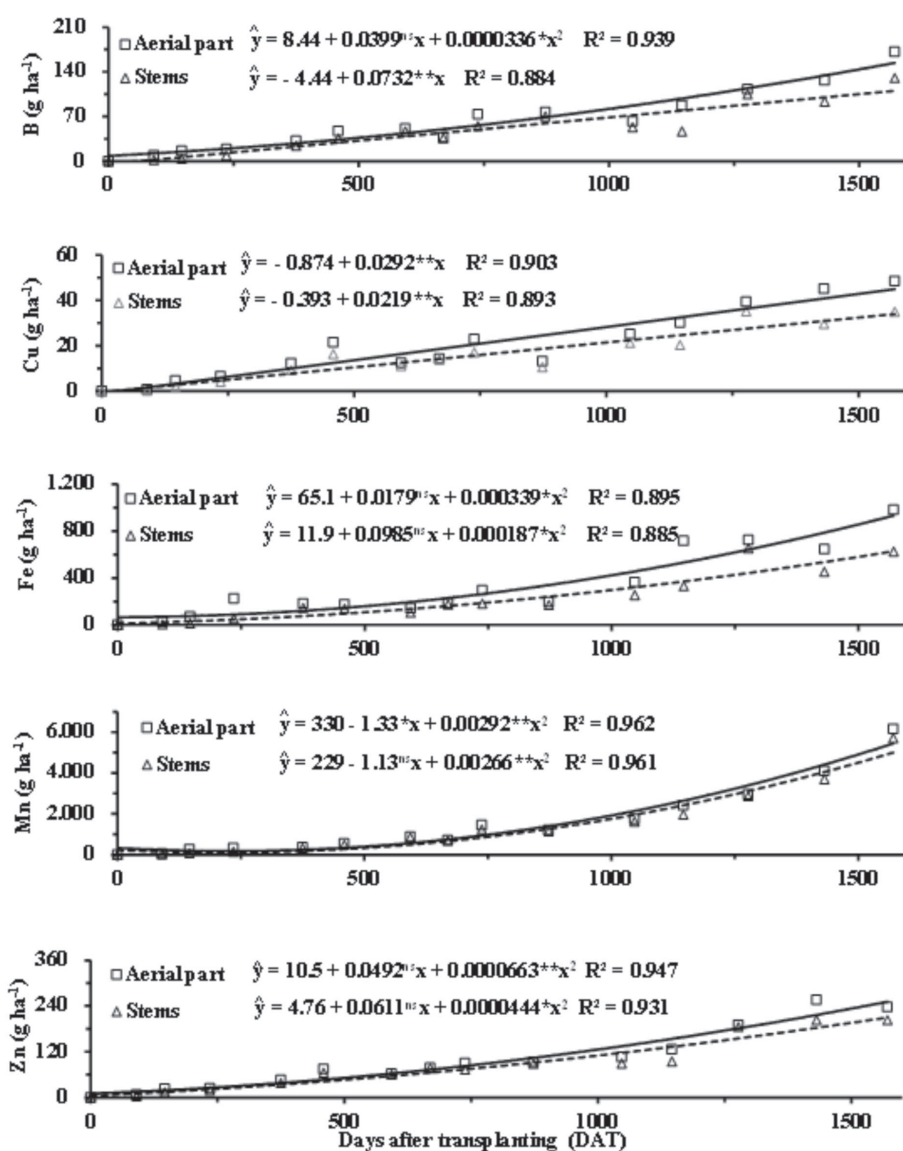 210
140
70
0
B (g ha⁻¹)
Aerial part ŷ = 8.44 + 0.0399ⁿˢx + 0.0000336*x² R² = 0.939
Stems ŷ = - 4.44 + 0.0732**x R² = 0.884
0 500 1000 1500
60
40
20
0
Cu (g ha⁻¹)
Aerial part ŷ = - 0.874 + 0.0292**x R² = 0.903
Stems ŷ = - 0.393 + 0.0219**x R² = 0.893
0 500 1000 1500
1.200
800
400
0
Fe (g ha⁻¹)
Aerial part ŷ = 65.1 + 0.0179ⁿˢx + 0.000339*x² R² = 0.895
Stems ŷ = 11.9 + 0.0985ⁿˢx + 0.000187*x² R² = 0.885
0 500 1000 1500
6.000
4.000
2.000
0
Mn (g ha⁻¹)
Aerial part ŷ = 330 - 1.33*x + 0.00292**x² R² = 0.962
Stems ŷ = 229 - 1.13ⁿˢx + 0.00266**x² R² = 0.961
0 500 1000 1500
360
240
120
0
Zn (g ha⁻¹)
Aerial part ŷ = 10.5 + 0.0492ⁿˢx + 0.0000663**x² R² = 0.947
Stems ŷ = 4.76 + 0.0611ⁿˢx + 0.0000444*x² R² = 0.931
0 500 1000 1500
Days after transplanting (DAT)